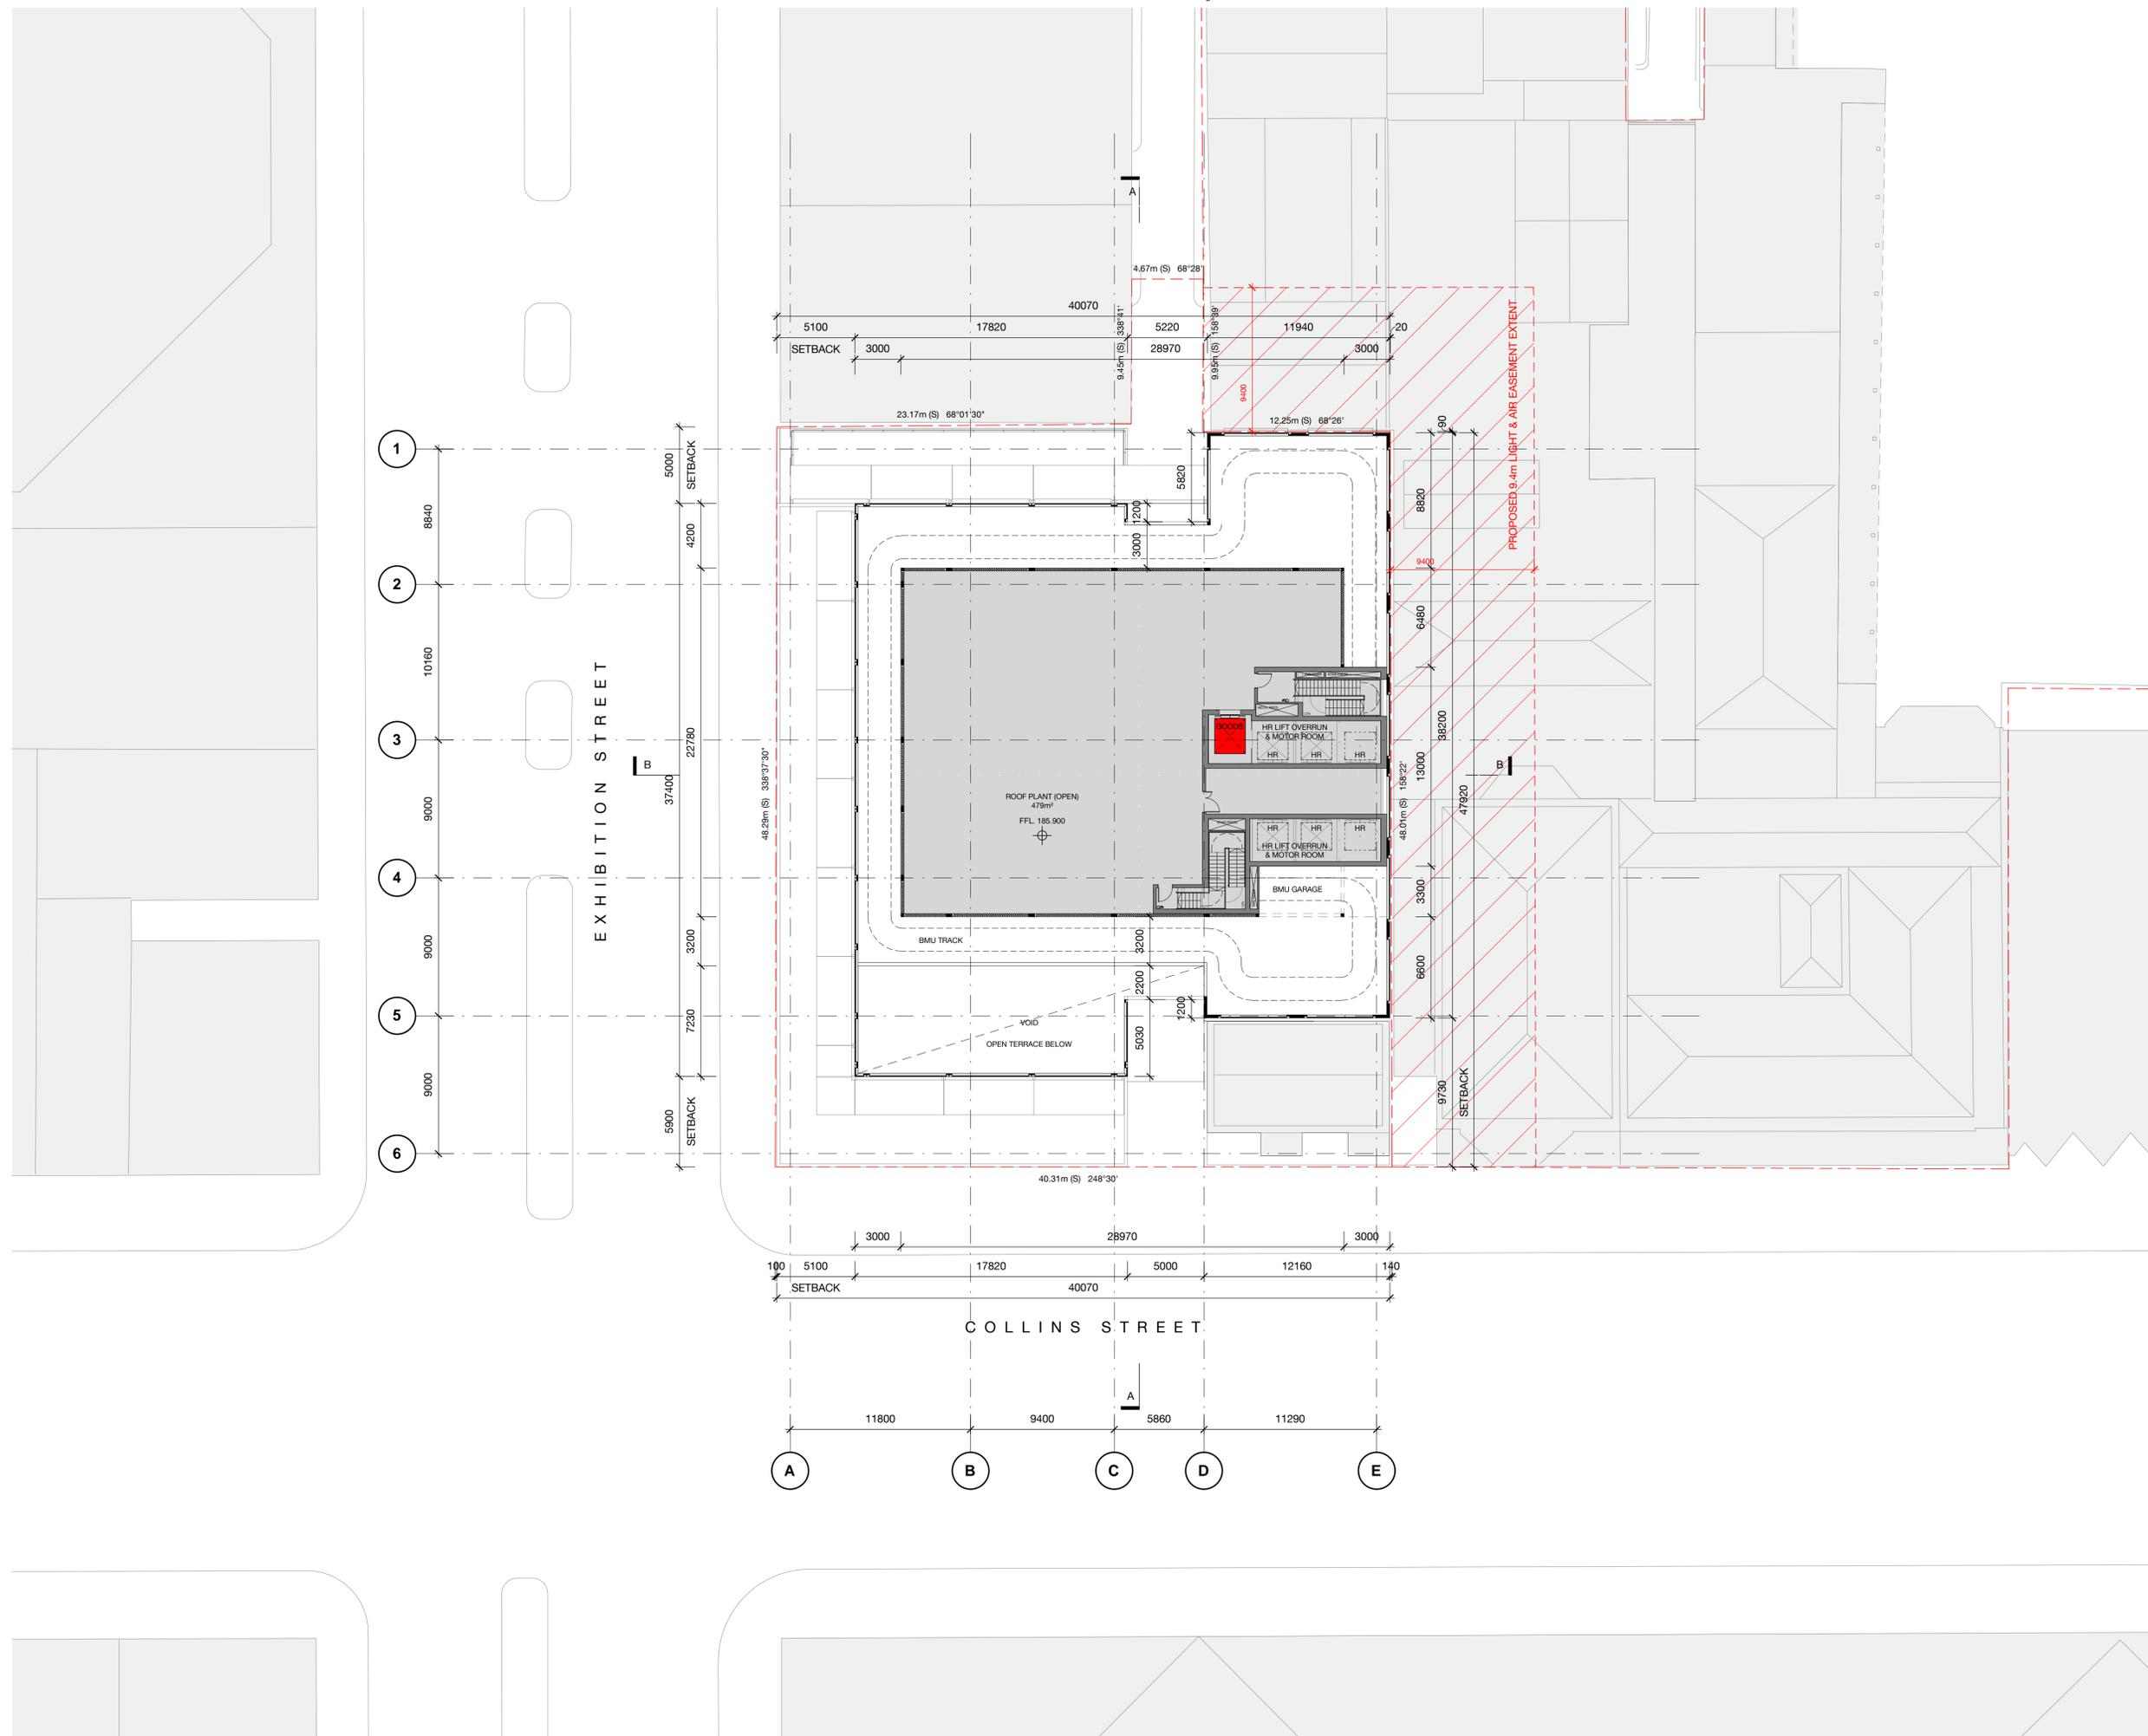 A
4.67m (S) 68°28'
40070
5100
17820
5220
11940
20
SETBACK
3000
28970
3000
9.45m (S) 338°41'
9.95m (S) 158°39'
9400
PROPOSED 9.4m LIGHT & AIR EASEMENT EXTENT
23.17m (S) 68°01'30"
12.25m (S) 68°26'
90
1
5000
SETBACK
5820
8820
8840
4200
1200
3000
9400
2
6480
10160
EXHIBITION STREET
38200
GOODS
HR LIFT OVERRUN
& MOTOR ROOM
HR
HR
HR
3
22780
48.29m (S) 338°37'30"
B
B
13000
48.01m (S) 158°22'
37400
47920
9000
ROOF PLANT (OPEN)
479m²
FFL. 185.900
HR
HR
HR
HR LIFT OVERRUN
& MOTOR ROOM
4
BMU GARAGE
3300
9000
3200
BMU TRACK
3200
6600
2200
1200
5
7230
VOID
OPEN TERRACE BELOW
5030
9000
5900
SETBACK
9730
SETBACK
6
40.31m (S) 248°30'
3000
28970
3000
100
5100
17820
5000
12160
140
SETBACK
40070
COLLINS STREET
A
11800
9400
5860
11290
A
B
C
D
E